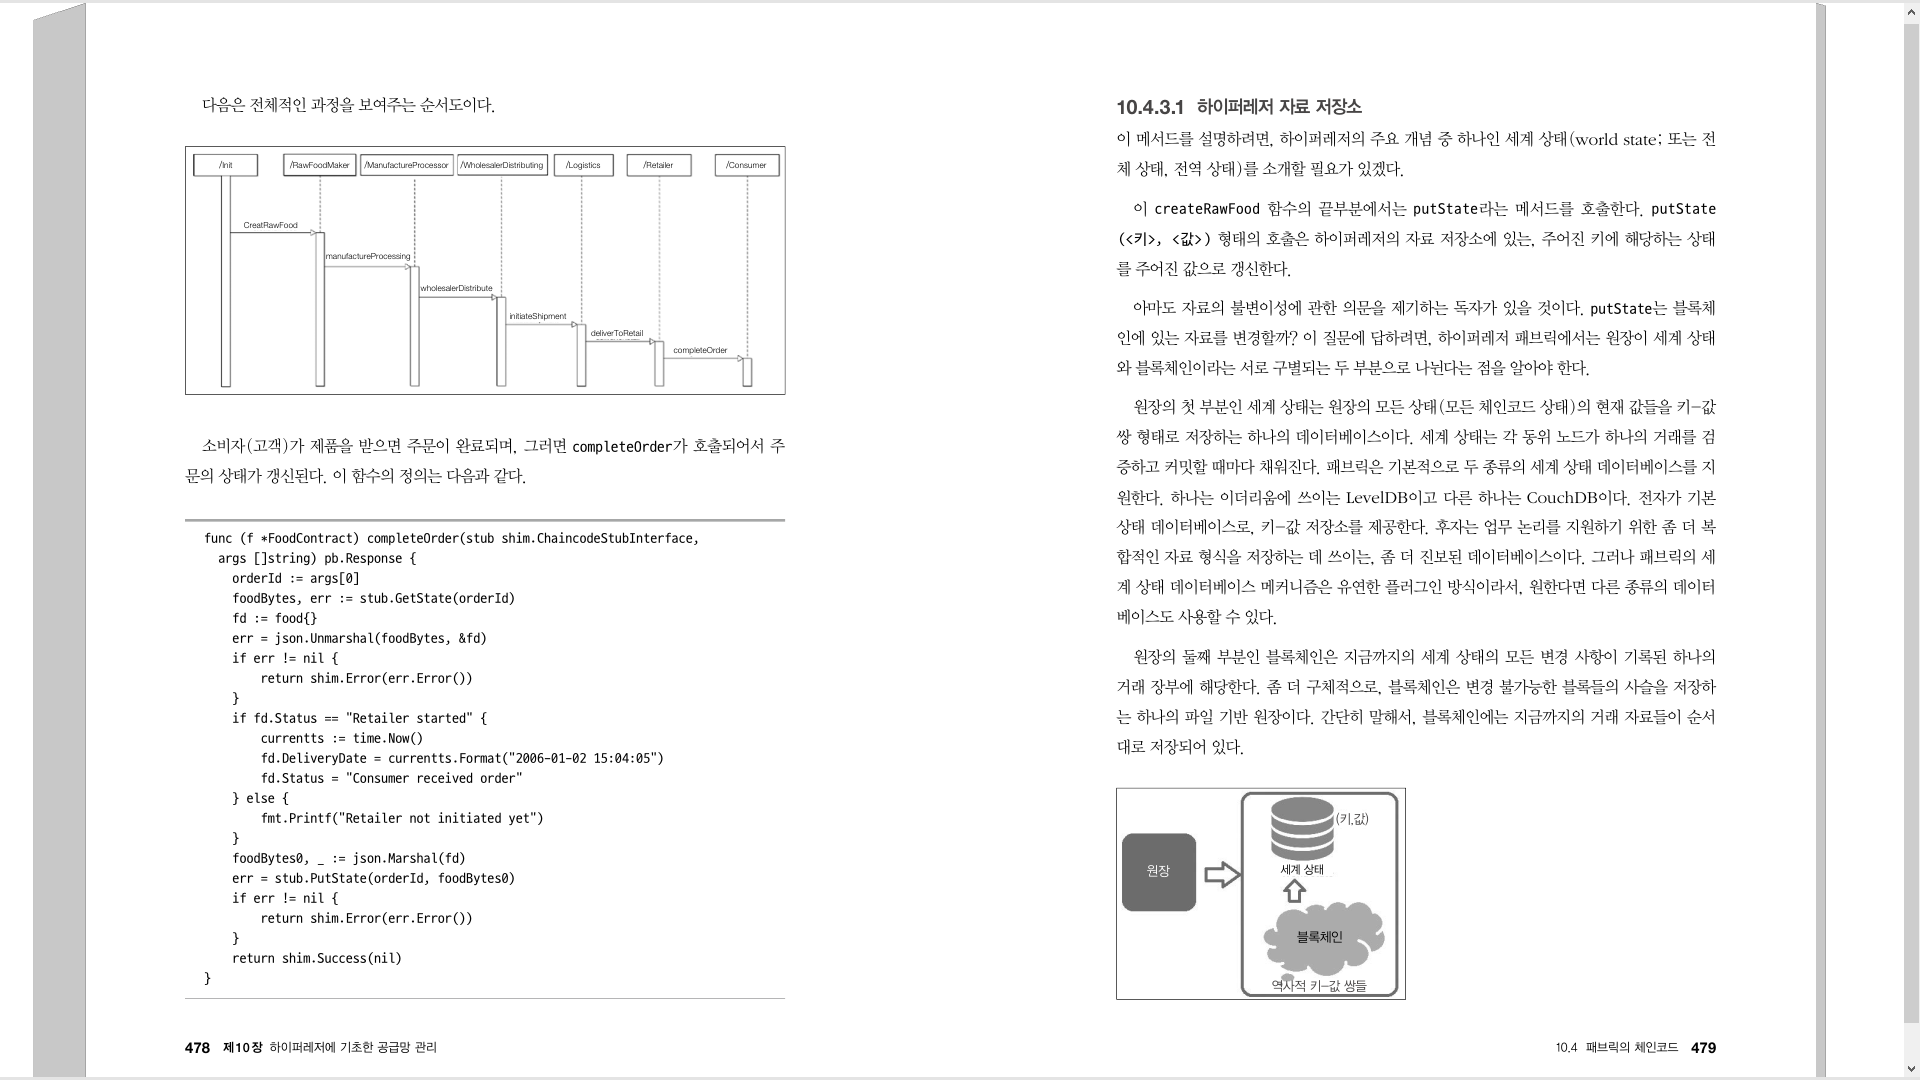 다음은 전체적인 과정을 보여주는 순서도이다.
/Init
/RawFoodMaker
/ManufactureProcessor
/WholesalerDistributing
/Logistics
/Retailer
/Consumer
CreatRawFood
manufactureProcessing
wholesalerDistribute
initiateShipment
deliverToRetail
completeOrder
소비자(고객)가 제품을 받으면 주문이 완료되며, 그러면 completeOrder가 호출되어서 주
문의 상태가 갱신된다. 이 함수의 정의는 다음과 같다.
func (f *FoodContract) completeOrder(stub shim.ChaincodeStubInterface,
  args []string) pb.Response {
    orderId := args[0]
    foodBytes, err := stub.GetState(orderId)
    fd := food{}
    err = json.Unmarshal(foodBytes, &fd)
    if err != nil {
        return shim.Error(err.Error())
    }
    if fd.Status == "Retailer started" {
        currentts := time.Now()
        fd.DeliveryDate = currentts.Format("2006-01-02 15:04:05")
        fd.Status = "Consumer received order"
    } else {
        fmt.Printf("Retailer not initiated yet")
    }
    foodBytes0, _ := json.Marshal(fd)
    err = stub.PutState(orderId, foodBytes0)
    if err != nil {
        return shim.Error(err.Error())
    }
    return shim.Success(nil)
}
478 제10장 하이퍼레저에 기초한 공급망 관리
10.4.3.1 하이퍼레저 자료 저장소
이 메서드를 설명하려면, 하이퍼레저의 주요 개념 중 하나인 세계 상태(world state; 또는 전
체 상태, 전역 상태)를 소개할 필요가 있겠다.
이 createRawFood 함수의 끝부분에서는 putState라는 메서드를 호출한다. putState
(<키>, <값>) 형태의 호출은 하이퍼레저의 자료 저장소에 있는, 주어진 키에 해당하는 상태
를 주어진 값으로 갱신한다.
아마도 자료의 불변이성에 관한 의문을 제기하는 독자가 있을 것이다. putState는 블록체
인에 있는 자료를 변경할까? 이 질문에 답하려면, 하이퍼레저 패브릭에서는 원장이 세계 상태
와 블록체인이라는 서로 구별되는 두 부분으로 나뉜다는 점을 알아야 한다.
원장의 첫 부분인 세계 상태는 원장의 모든 상태(모든 체인코드 상태)의 현재 값들을 키–값
쌍 형태로 저장하는 하나의 데이터베이스이다. 세계 상태는 각 동위 노드가 하나의 거래를 검
증하고 커밋할 때마다 채워진다. 패브릭은 기본적으로 두 종류의 세계 상태 데이터베이스를 지
원한다. 하나는 이더리움에 쓰이는 LevelDB이고 다른 하나는 CouchDB이다. 전자가 기본
상태 데이터베이스로, 키–값 저장소를 제공한다. 후자는 업무 논리를 지원하기 위한 좀 더 복
합적인 자료 형식을 저장하는 데 쓰이는, 좀 더 진보된 데이터베이스이다. 그러나 패브릭의 세
계 상태 데이터베이스 메커니즘은 유연한 플러그인 방식이라서, 원한다면 다른 종류의 데이터
베이스도 사용할 수 있다.
원장의 둘째 부분인 블록체인은 지금까지의 세계 상태의 모든 변경 사항이 기록된 하나의
거래 장부에 해당한다. 좀 더 구체적으로, 블록체인은 변경 불가능한 블록들의 사슬을 저장하
는 하나의 파일 기반 원장이다. 간단히 말해서, 블록체인에는 지금까지의 거래 자료들이 순서
대로 저장되어 있다.
원장
(키,값)
세계 상태
블록체인
역사적 키–값 쌍들
10.4 패브릭의 체인코드 479